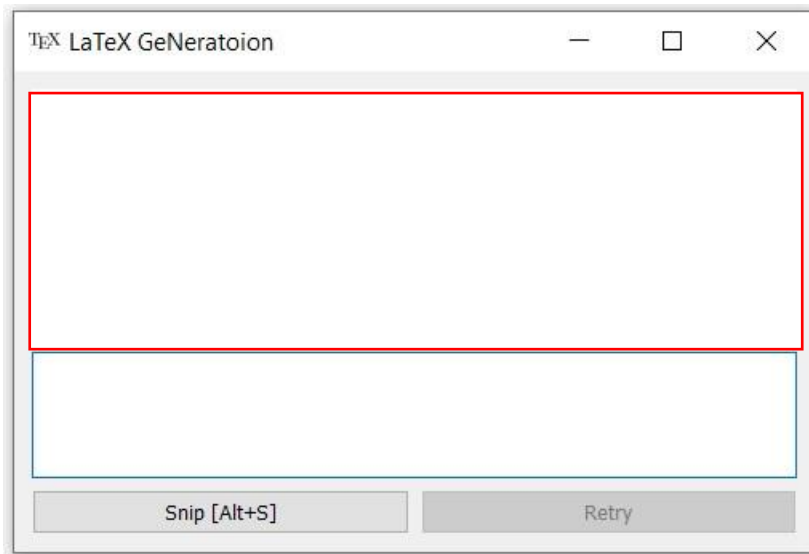 TEX LaTeX GeNeratoion
Snip [Alt+S]
Retry